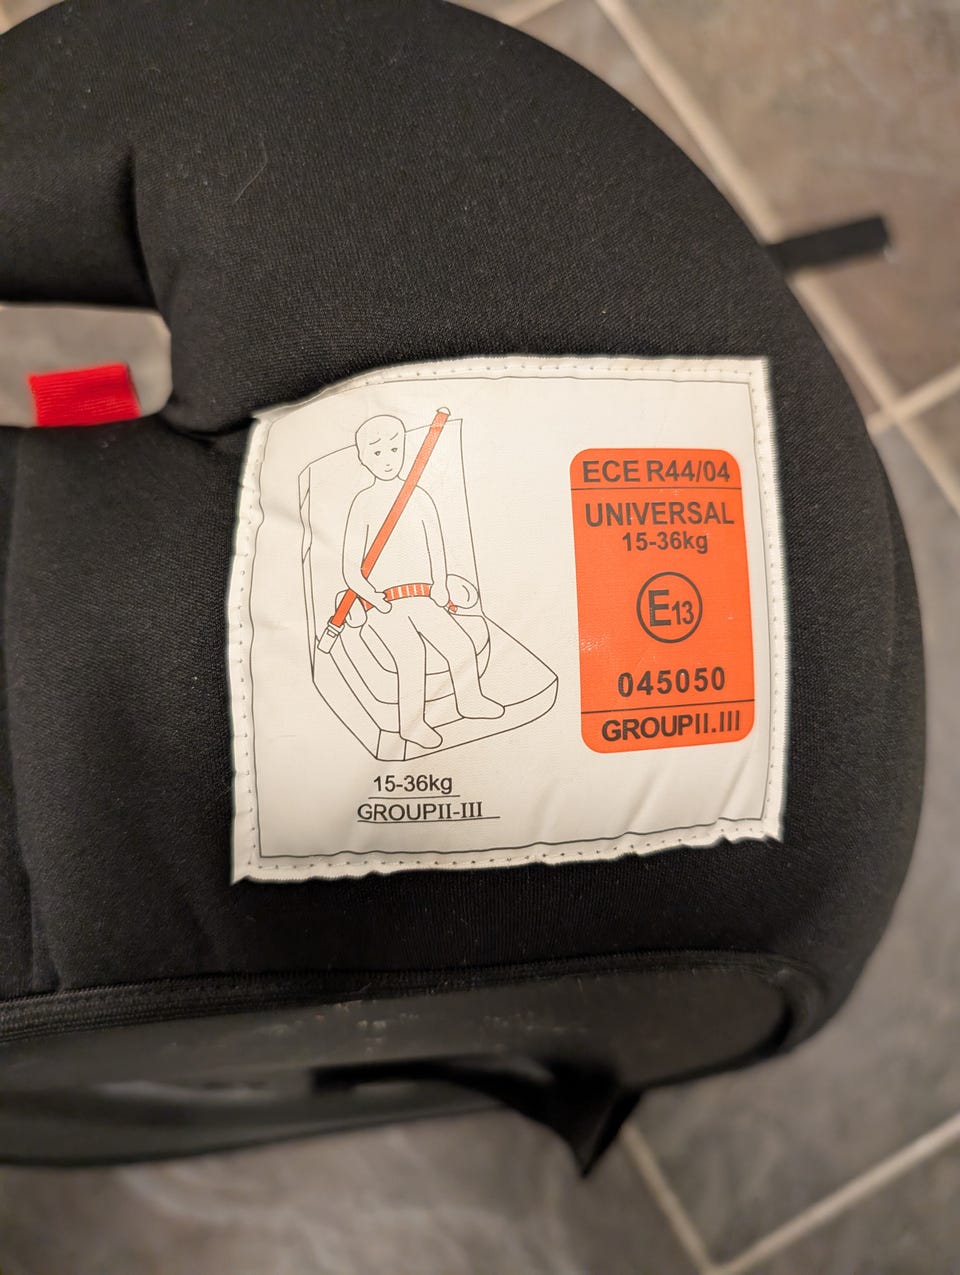 ECE R44/04
UNIVERSAL
15-36kg
E13
045050
GROUPII.III
15-36kg
GROUPII-III